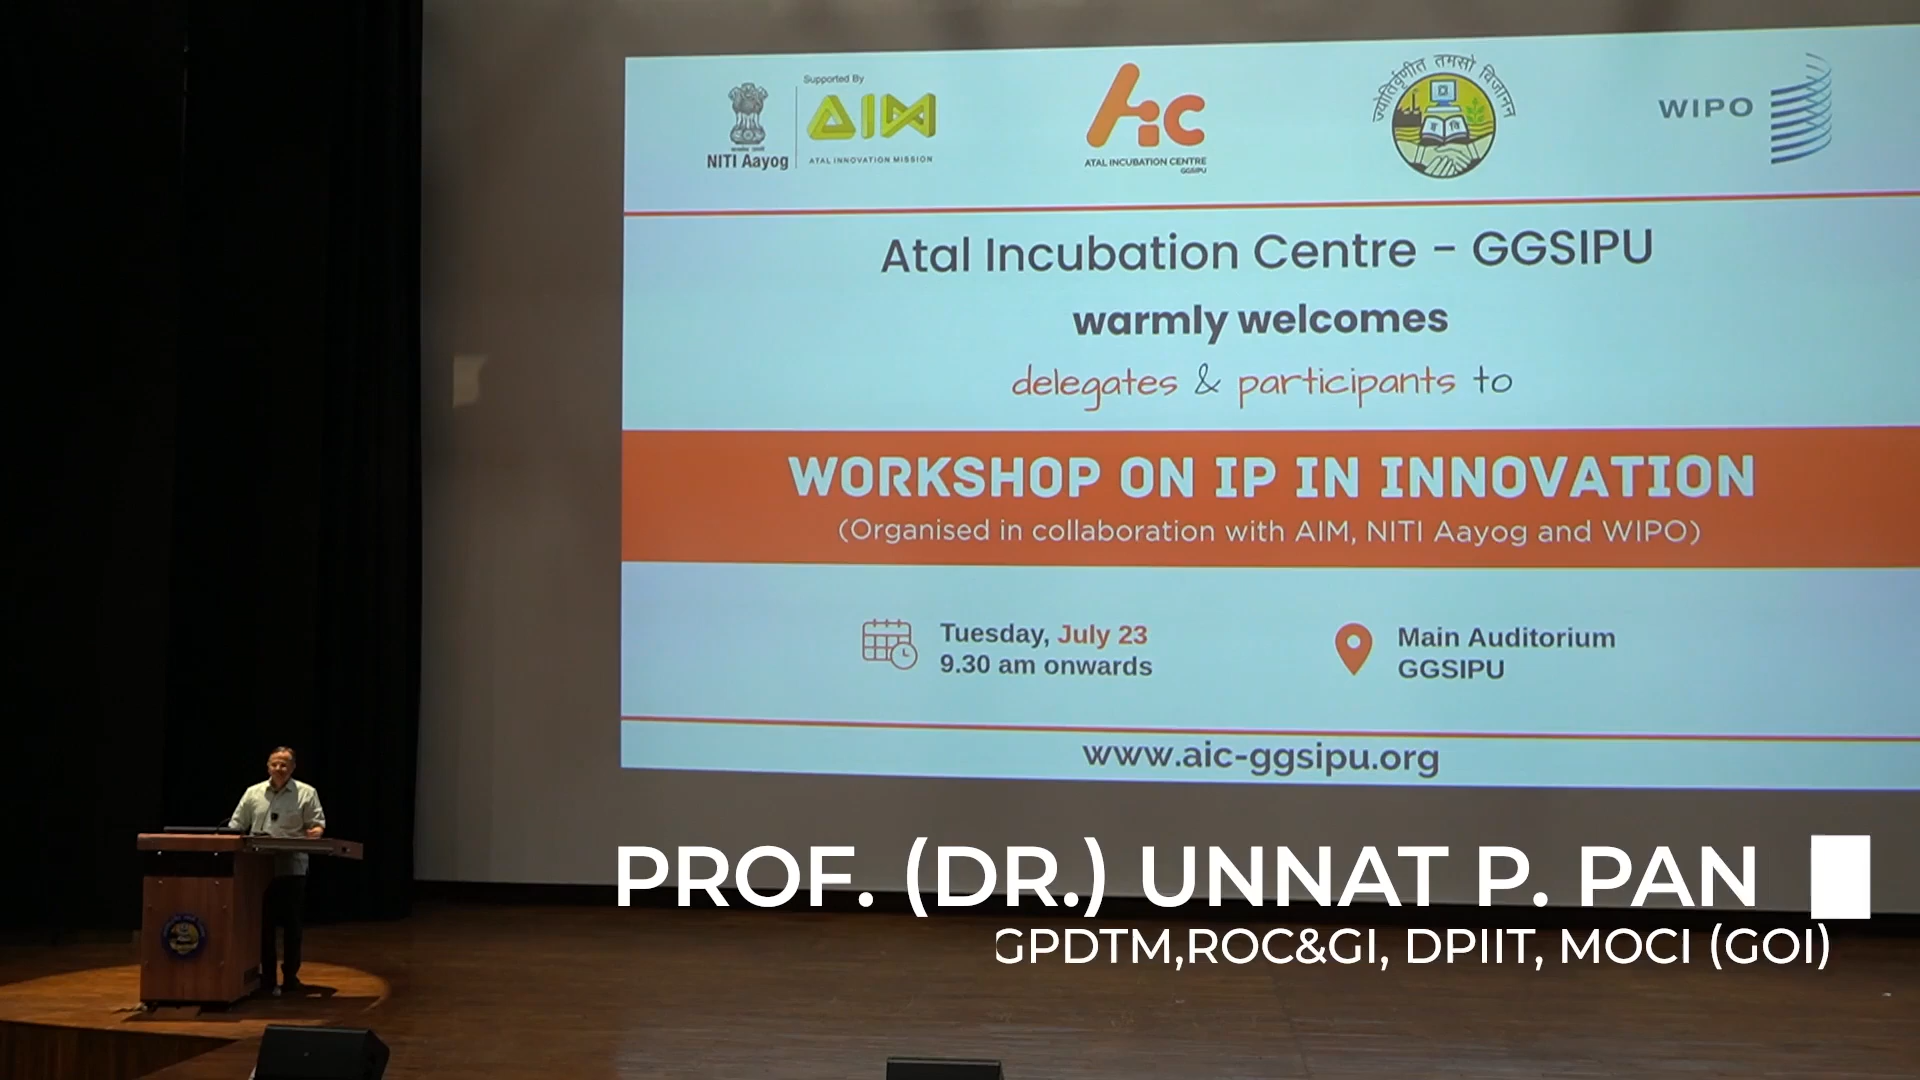 Supported By
NITI Aayog
AIM
ATAL INNOVATION MISSION
AIC
ATAL INCUBATION CENTRE
GGSIPU
ज्योतिर्वृणीत तमसो विजानन
WIPO
Atal Incubation Centre - GGSIPU
warmly welcomes
delegates & participants to
WORKSHOP ON IP IN INNOVATION
(Organised in collaboration with AIM, NITI Aayog and WIPO)
Tuesday, July 23
9.30 am onwards
Main Auditorium
GGSIPU
www.aic-ggsipu.org
PROF. (DR.) UNNAT P. PAN
GPDTM,ROC&GI, DPIIT, MOCI (GOI)